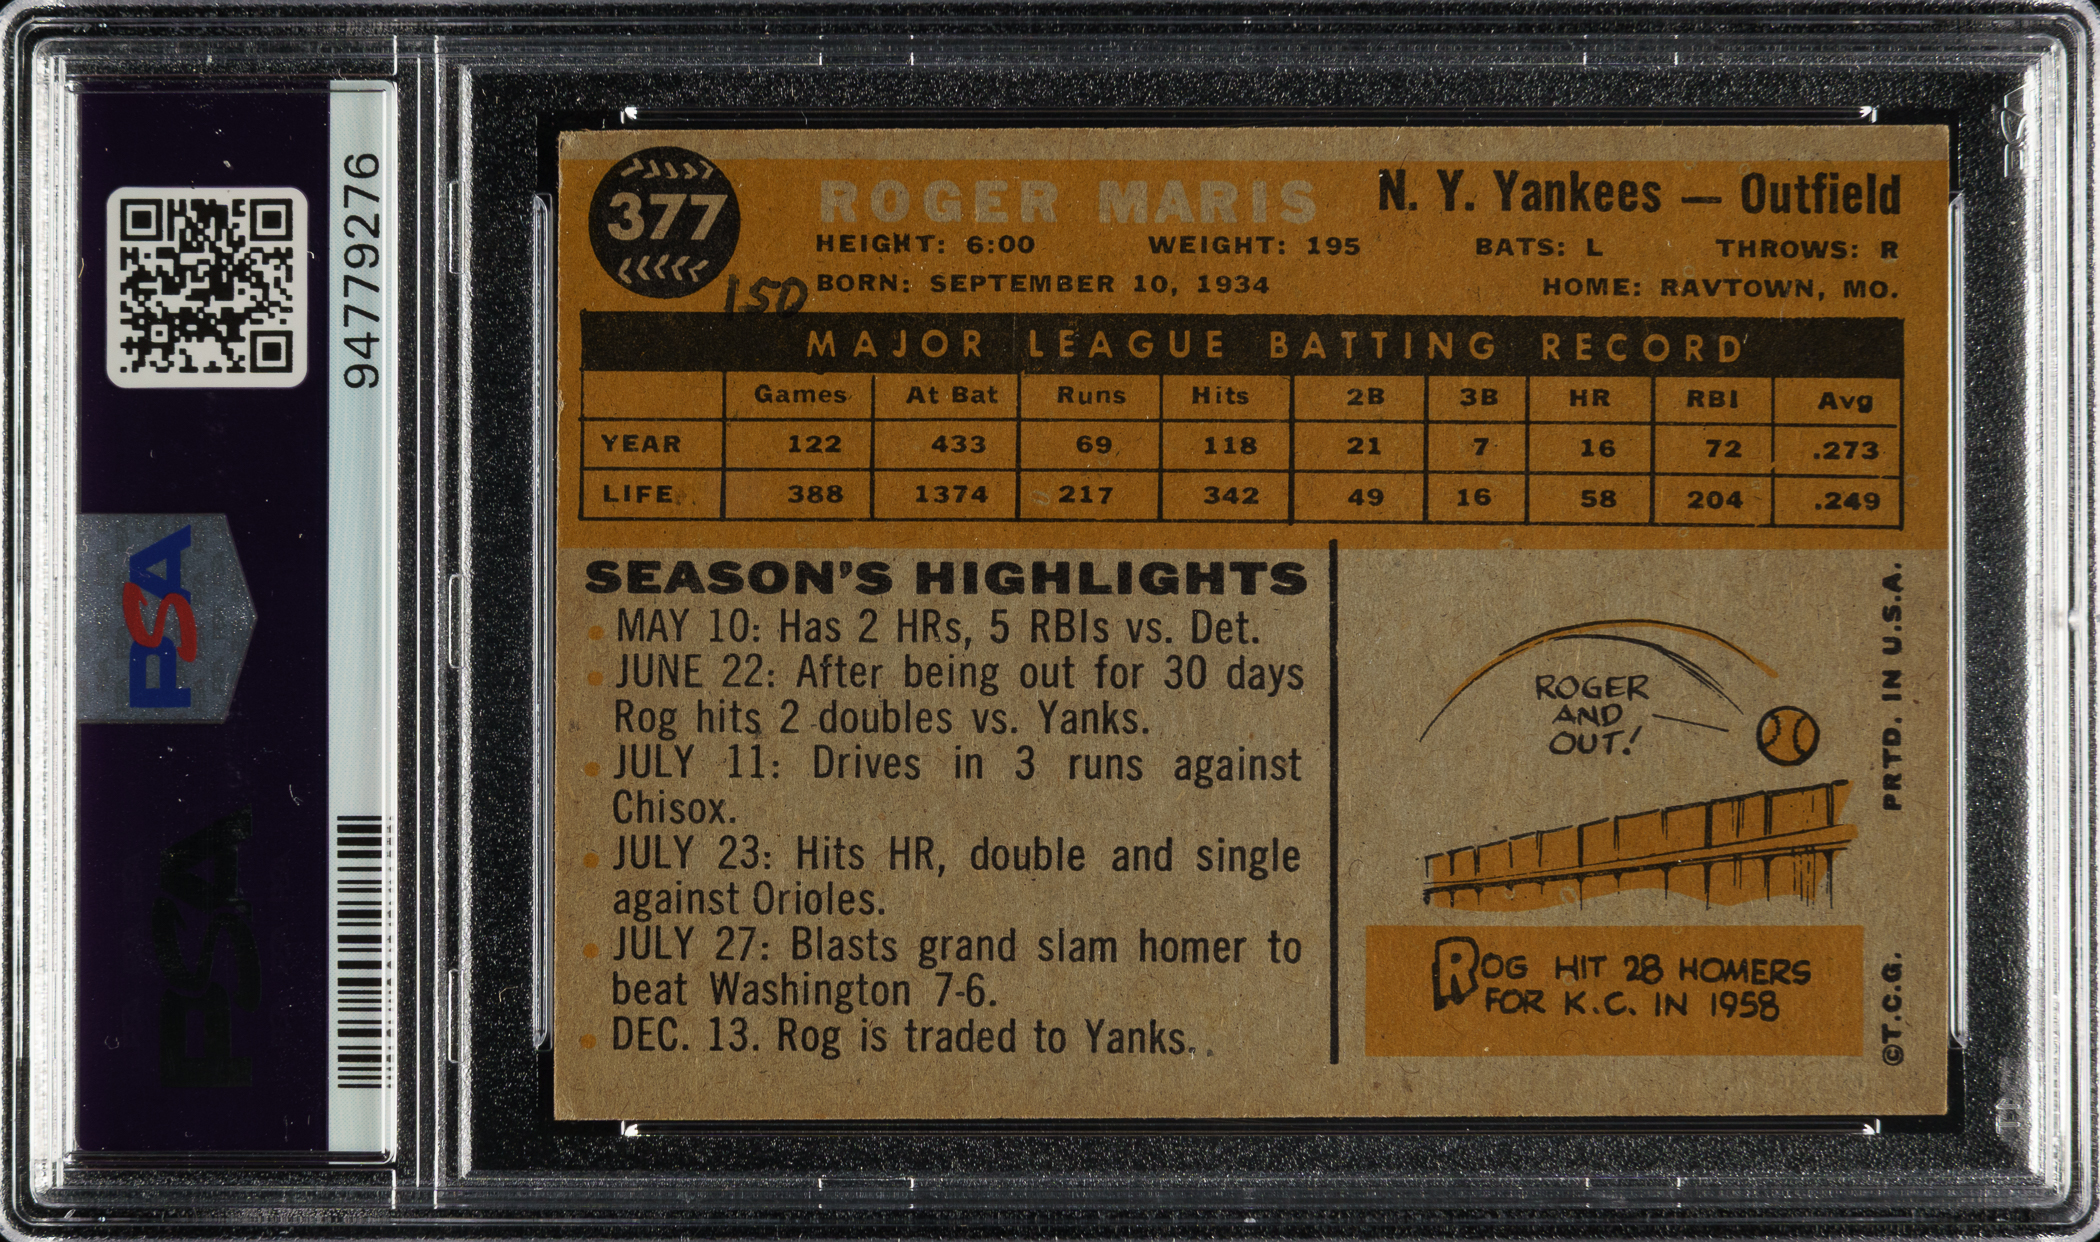 94779276
PSA
PSA
377
ROGER MARIS
N. Y. Yankees — Outfield
HEIGHT: 6:00 WEIGHT: 195 BATS: L THROWS: R
150
BORN: SEPTEMBER 10, 1934 HOME: RAVTOWN, MO.
MAJOR LEAGUE BATTING RECORD
Games At Bat Runs Hits 2B 3B HR RBI Avg
YEAR 122 433 69 118 21 7 16 72 .273
LIFE 388 1374 217 342 49 16 58 204 .249
SEASON'S HIGHLIGHTS
MAY 10: Has 2 HRs, 5 RBIs vs. Det.
JUNE 22: After being out for 30 days
Rog hits 2 doubles vs. Yanks.
JULY 11: Drives in 3 runs against
Chisox.
JULY 23: Hits HR, double and single
against Orioles.
JULY 27: Blasts grand slam homer to
beat Washington 7-6.
DEC. 13. Rog is traded to Yanks.
ROGER
AND
OUT!
ROG HIT 28 HOMERS
FOR K.C. IN 1958
PRTD. IN U.S.A.
©T.C.G.